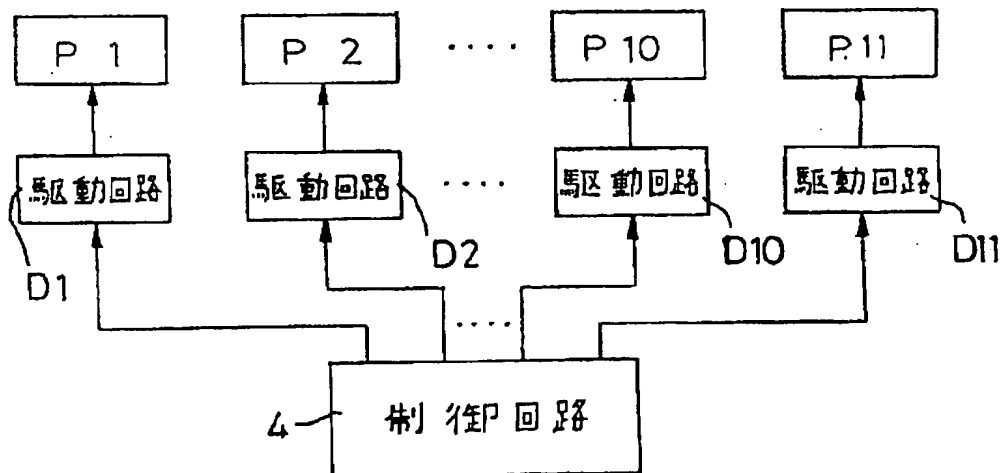 P 1 P 2 ···· P 10 P.11
駆動回路 駆動回路 ···· 駆動回路 駆動回路
D1 D2 D10 D11
····
4 制御回路